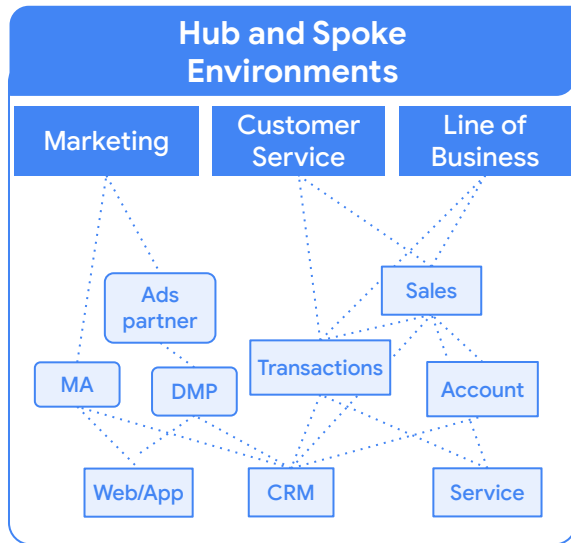 Hub and Spoke
Environments
Marketing
Customer
Service
Line of
Business
Ads
partner
Sales
Transactions
MA
DMP
Account
Web/App
CRM
Service